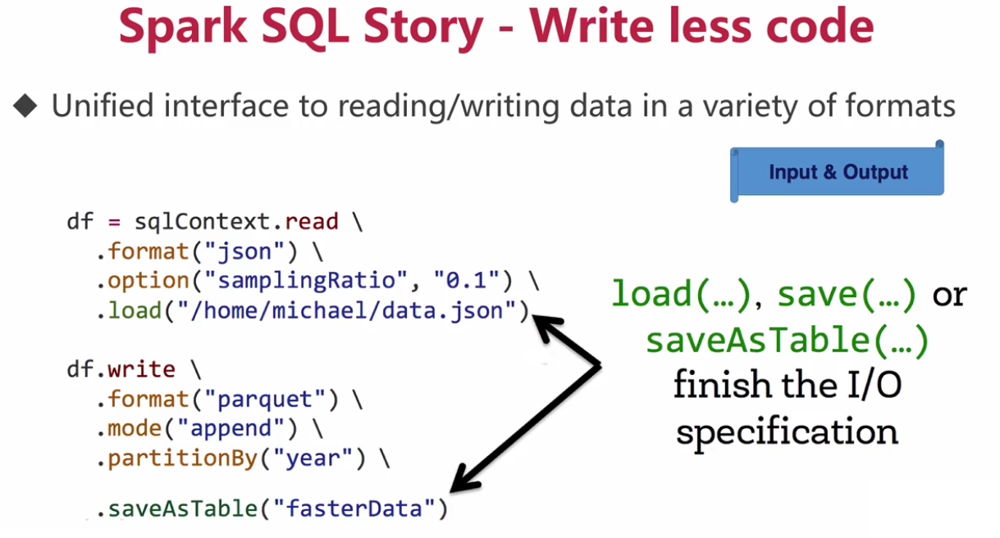 Spark SQL Story - Write less code
◆ Unified interface to reading/writing data in a variety of formats
Input & Output
df = sqlContext.read \
  .format("json") \
  .option("samplingRatio", "0.1") \
  .load("/home/michael/data.json")
df.write \
  .format("parquet") \
  .mode("append") \
  .partitionBy("year") \
  .saveAsTable("fasterData")
load(…), save(…) or
saveAsTable(…)
finish the I/O
specification